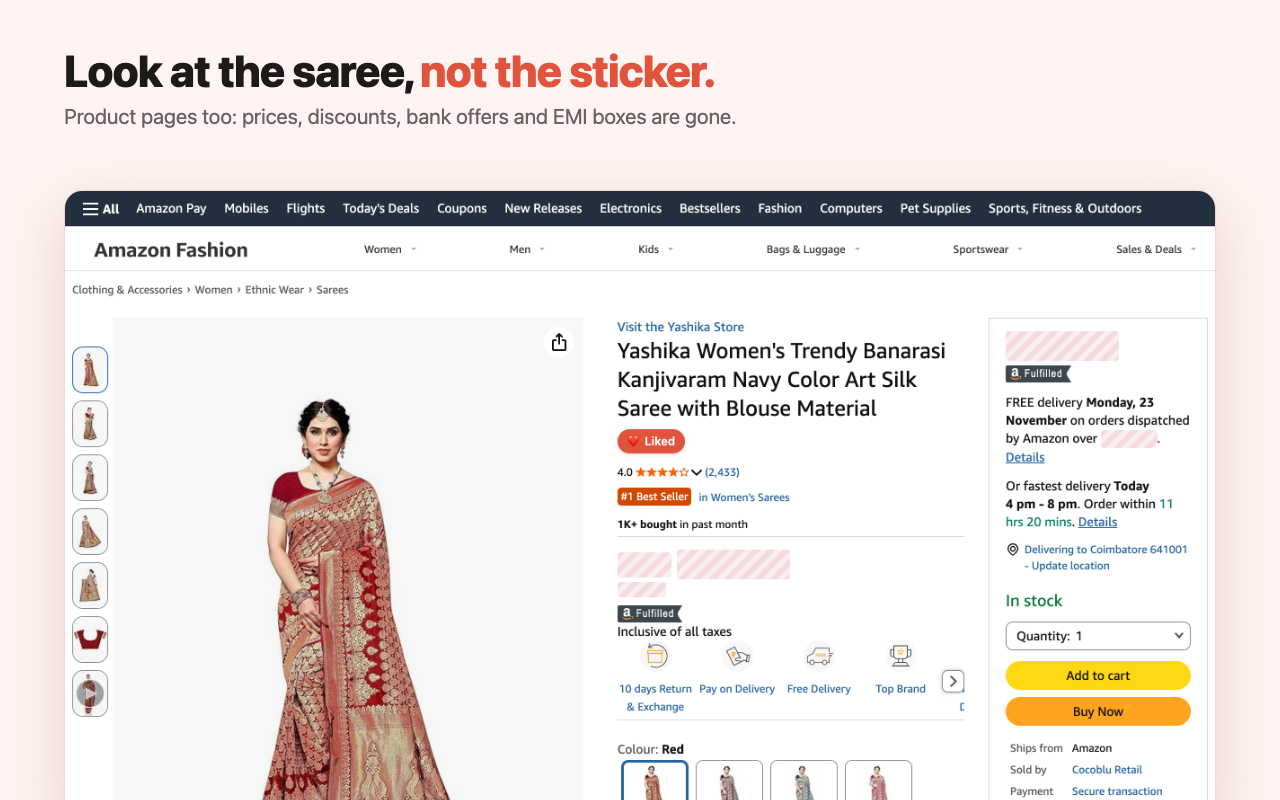 Look at the saree, not the sticker.
Product pages too: prices, discounts, bank offers and EMI boxes are gone.
All Amazon Pay Mobiles Flights Today's Deals Coupons New Releases Electronics Bestsellers Fashion Computers Pet Supplies Sports, Fitness & Outdoors
Amazon Fashion Women Men Kids Bags & Luggage Sportswear Sales & Deals
Clothing & Accessories › Women › Ethnic Wear › Sarees
Visit the Yashika Store
Yashika Women's Trendy Banarasi
Kanjivaram Navy Color Art Silk
Saree with Blouse Material
Liked
4.0 (2,433)
#1 Best Seller in Women's Sarees
1K+ bought in past month
a Fulfilled
Inclusive of all taxes
10 days Return
& Exchange
Pay on Delivery
Free Delivery
Top Brand
D
Colour: Red
a Fulfilled
FREE delivery Monday, 23
November on orders dispatched
by Amazon over .
Details
Or fastest delivery Today
4 pm - 8 pm. Order within 11
hrs 20 mins. Details
Delivering to Coimbatore 641001
- Update location
In stock
Quantity: 1
Add to cart
Buy Now
Ships from Amazon
Sold by Cocoblu Retail
Payment Secure transaction